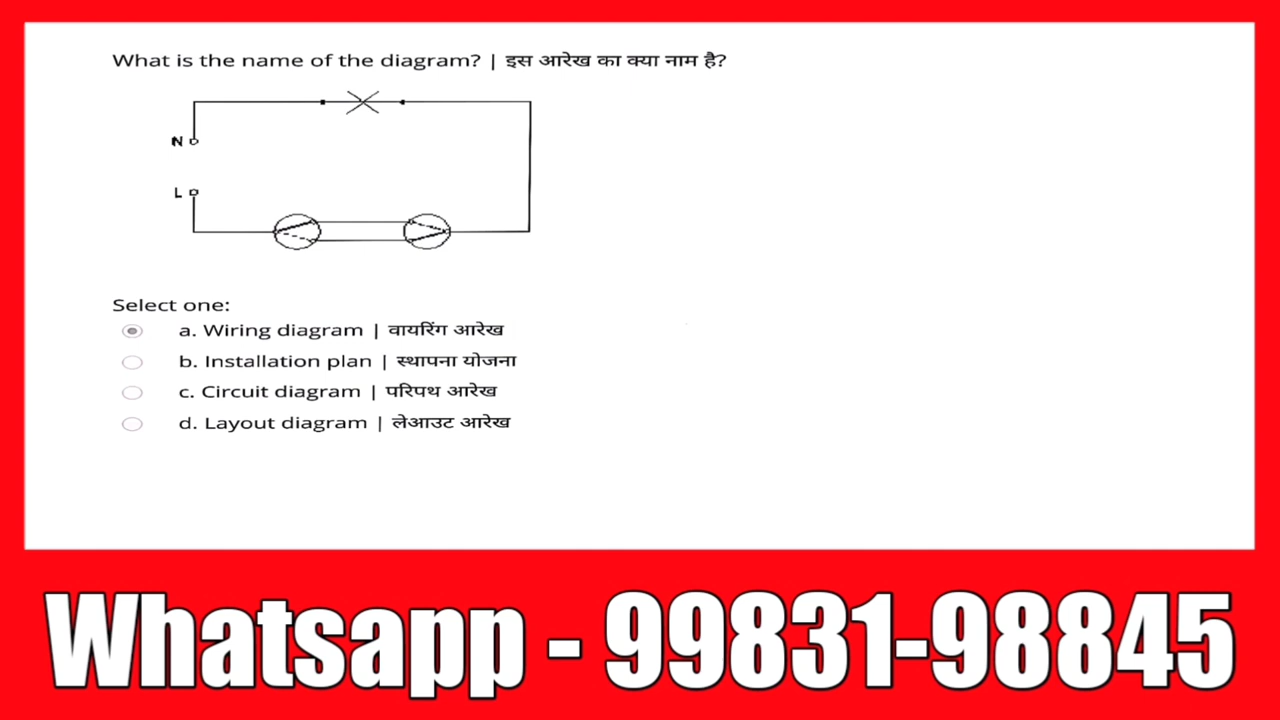 What is the name of the diagram? | इस आरेख का क्या नाम है?
N
L
Select one:
a. Wiring diagram | वायरिंग आरेख
b. Installation plan | स्थापना योजना
c. Circuit diagram | परिपथ आरेख
d. Layout diagram | लेआउट आरेख
Whatsapp - 99831-98845